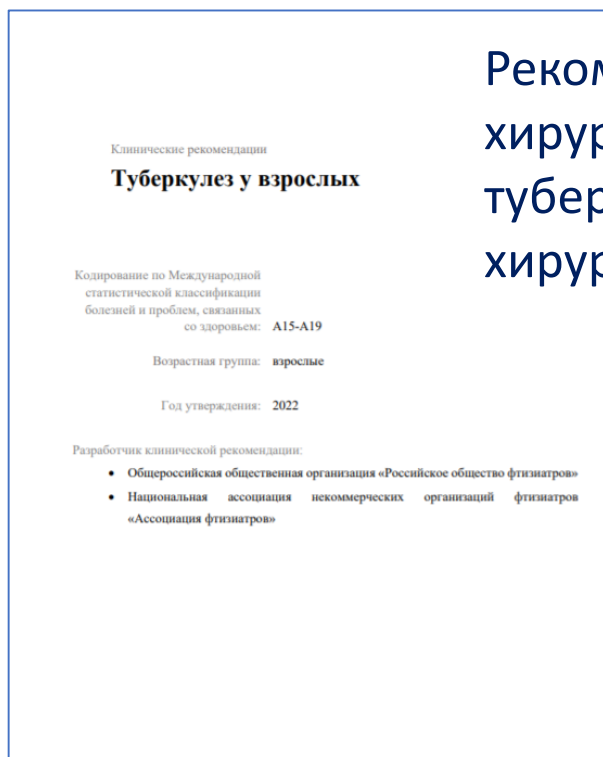 Клинические рекомендации
Туберкулез у взрослых
Кодирование по Международной
статистической классификации
болезней и проблем, связанных
со здоровьем: A15-A19
Возрастная группа: взрослые
Год утверждения: 2022
Разработчик клинической рекомендации:
• Общероссийская общественная организация «Российское общество фтизиатров»
• Национальная ассоциация некоммерческих организаций фтизиатров
«Ассоциация фтизиатров»